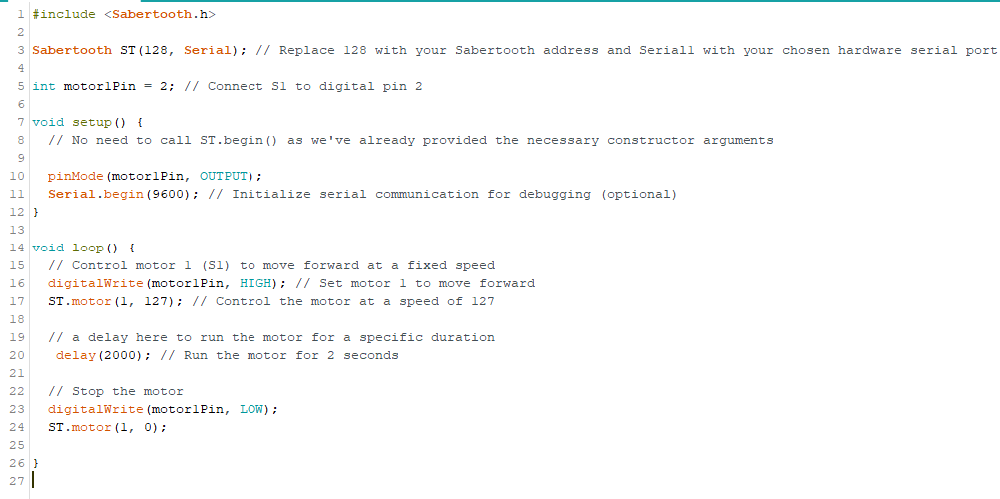 1 #include <Sabertooth.h>
2
3 Sabertooth ST(128, Serial); // Replace 128 with your Sabertooth address and Serial1 with your chosen hardware serial port
4
5 int motor1Pin = 2; // Connect S1 to digital pin 2
6
7 void setup() {
8   // No need to call ST.begin() as we've already provided the necessary constructor arguments
9
10   pinMode(motor1Pin, OUTPUT);
11   Serial.begin(9600); // Initialize serial communication for debugging (optional)
12 }
13
14 void loop() {
15   // Control motor 1 (S1) to move forward at a fixed speed
16   digitalWrite(motor1Pin, HIGH); // Set motor 1 to move forward
17   ST.motor(1, 127); // Control the motor at a speed of 127
18
19   // a delay here to run the motor for a specific duration
20    delay(2000); // Run the motor for 2 seconds
21
22   // Stop the motor
23   digitalWrite(motor1Pin, LOW);
24   ST.motor(1, 0);
25
26 }
27